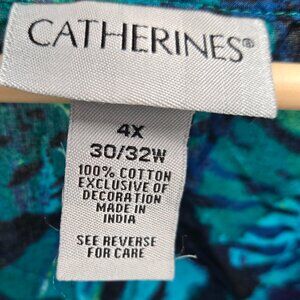 CATHERINES®
4X
30/32W
100% COTTON
EXCLUSIVE OF
DECORATION
MADE IN
INDIA
SEE REVERSE
FOR CARE